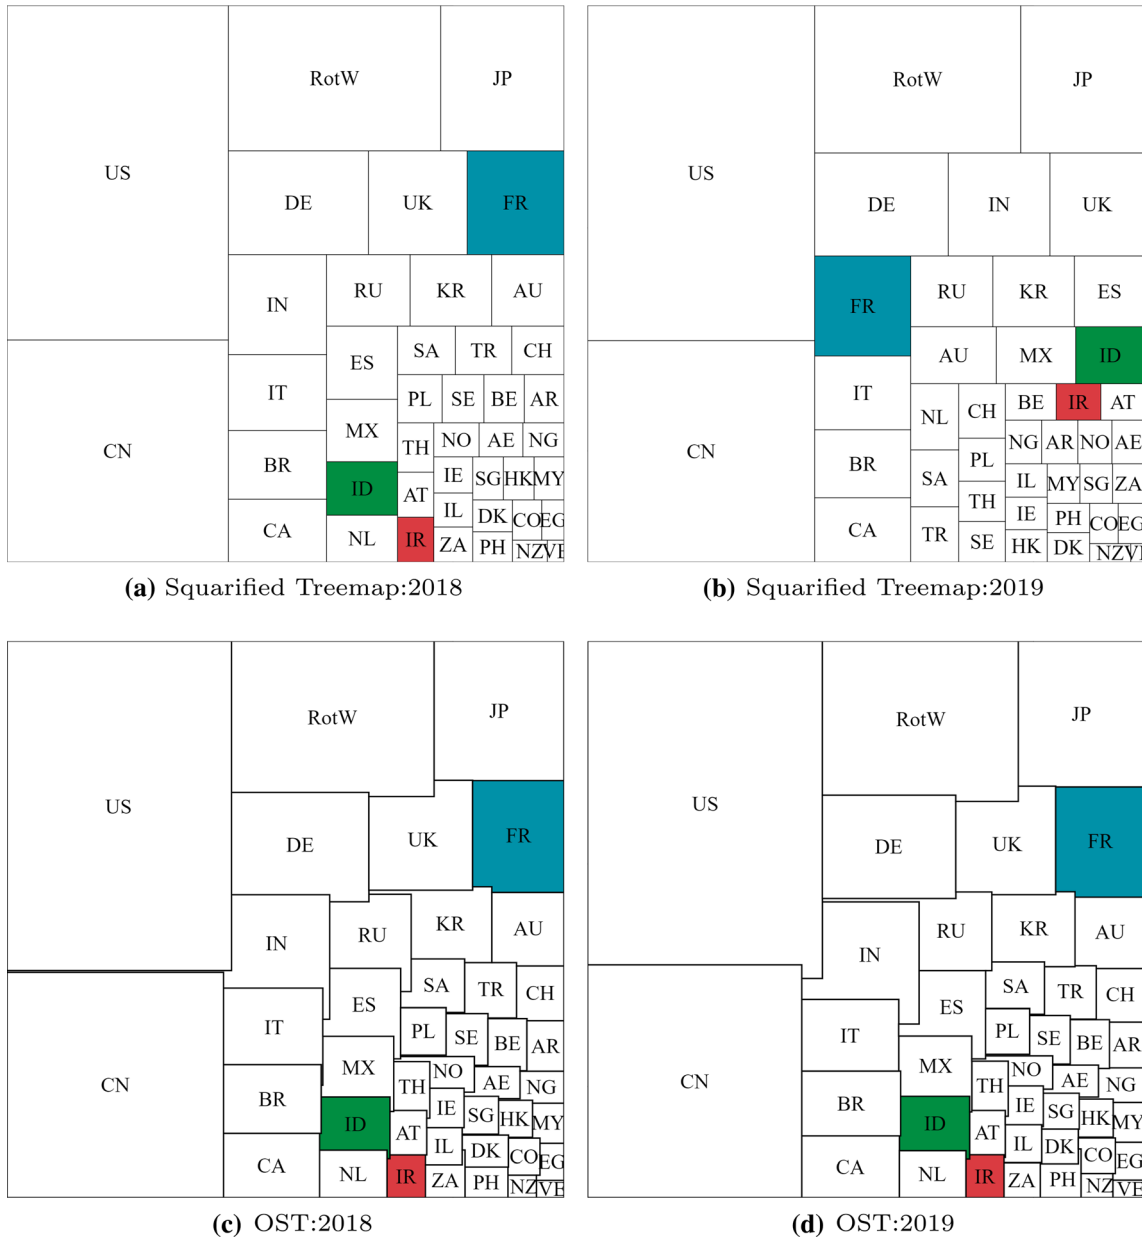 RotW JP
US
DE UK FR
IN RU KR AU
ES SA TR CH
IT PL SE BE AR
MX TH NO AE NG
CN BR
ID AT IE SG HK MY
IL DK CO EG
CA NL IR ZA PH NZ VE
(a) Squarified Treemap:2018
RotW JP
US
DE IN UK
FR RU KR ES
AU MX ID
IT NL CH BE IR AT
CN BR PL NG AR NO AE
SA TH IL MY SG ZA
CA TR SE IE PH CO EG
HK DK NZ VE
(b) Squarified Treemap:2019
RotW JP
US
DE UK FR
IN RU KR AU
ES SA TR CH
IT PL SE BE AR
CN MX TH NO AE NG
BR ID AT IE SG HK MY
IL DK CO EG
CA NL IR ZA PH NZ VE
(c) OST:2018
RotW JP
US
DE UK FR
IN RU KR AU
ES SA TR CH
IT PL SE BE AR
CN MX TH NO AE NG
BR ID AT IE SG HK MY
IL DK CO EG
CA NL IR ZA PH NZ VE
(d) OST:2019